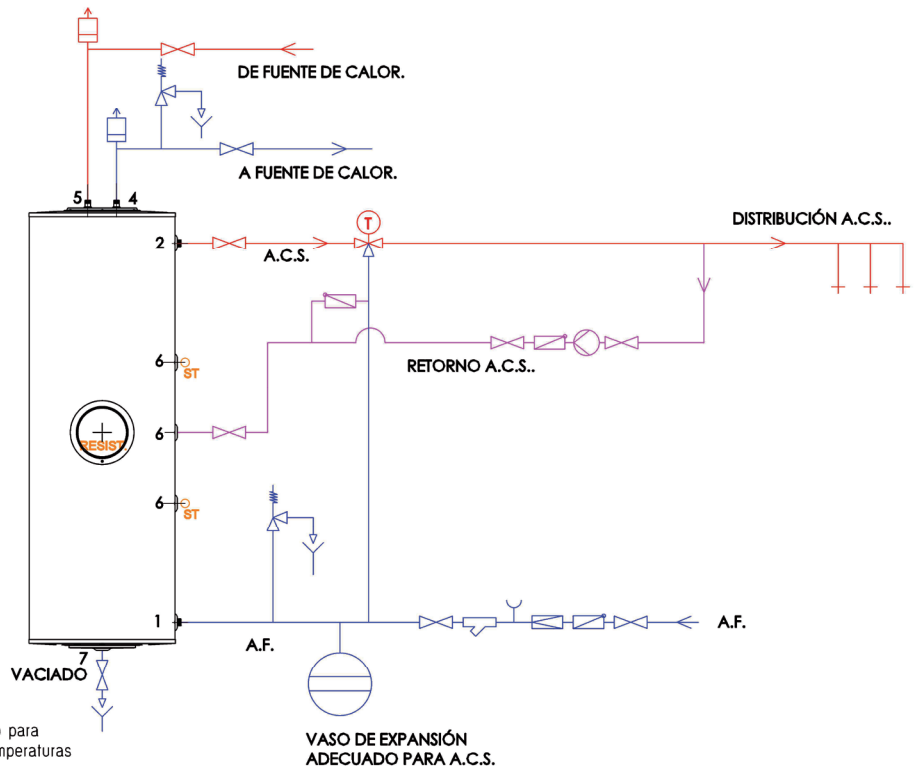 DE FUENTE DE CALOR.
A FUENTE DE CALOR.
5
4
2
A.C.S.
T
DISTRIBUCIÓN A.C.S..
6
ST
RETORNO A.C.S..
6
RESIST.
6
ST
1
A.F.
A.F.
7
VACIADO
para
mperaturas
VASO DE EXPANSIÓN
ADECUADO PARA A.C.S.